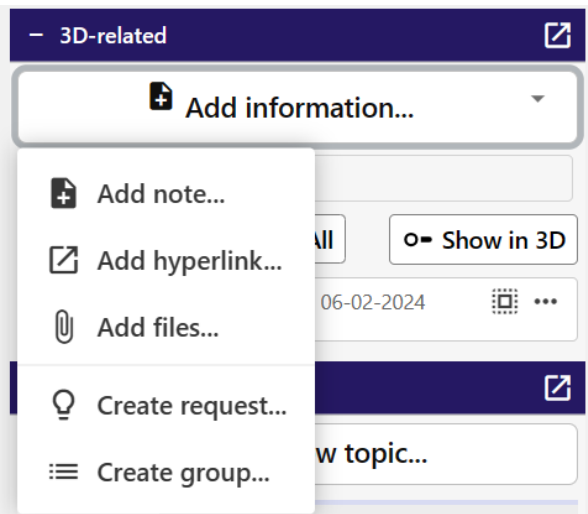 3D-related
Add information...
Add note...
Add hyperlink...
All
Show in 3D
Add files...
06-02-2024
Create request...
Create group...
topic...